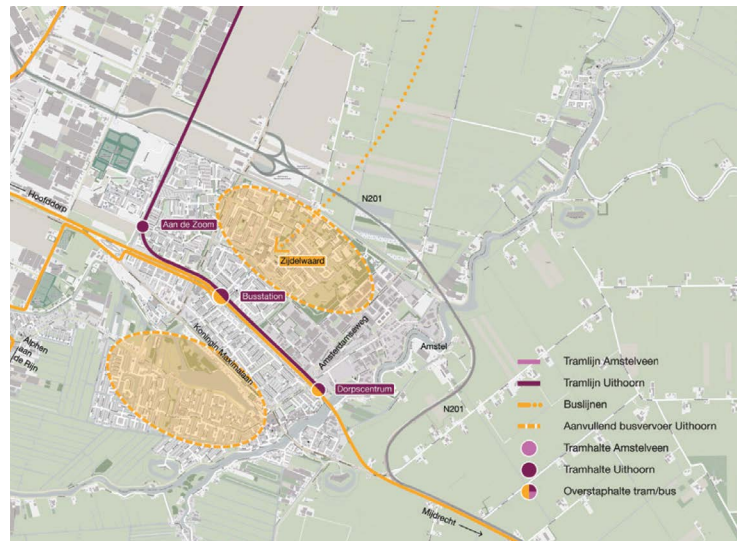 N201
Hoofddorp
Aan de Zoom
Zijdelwaard
Busstation
Koningin Maximalaan
Amsterdamseweg
Amstel
Alphen
aan
de Rijn
Dorpscentrum
N201
Mijdrecht
Tramlijn Amstelveen
Tramlijn Uithoorn
Buslijnen
Aanvullend busvervoer Uithoorn
Tramhalte Amstelveen
Tramhalte Uithoorn
Overstaphalte tram/bus